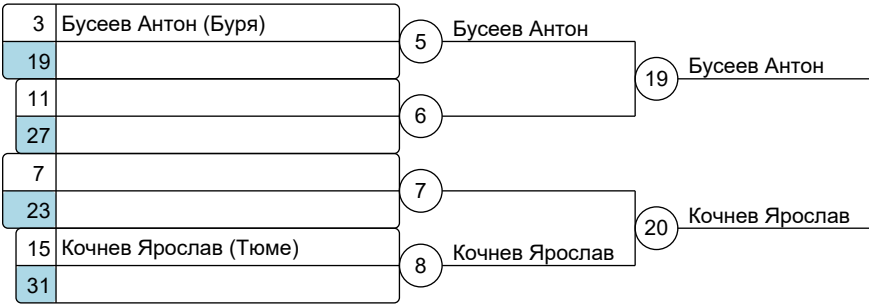 3 Бусеев Антон (Буря)
19
5 Бусеев Антон
11
27
6
19 Бусеев Антон
7
23
7
15 Кочнев Ярослав (Тюме)
31
8 Кочнев Ярослав
20 Кочнев Ярослав